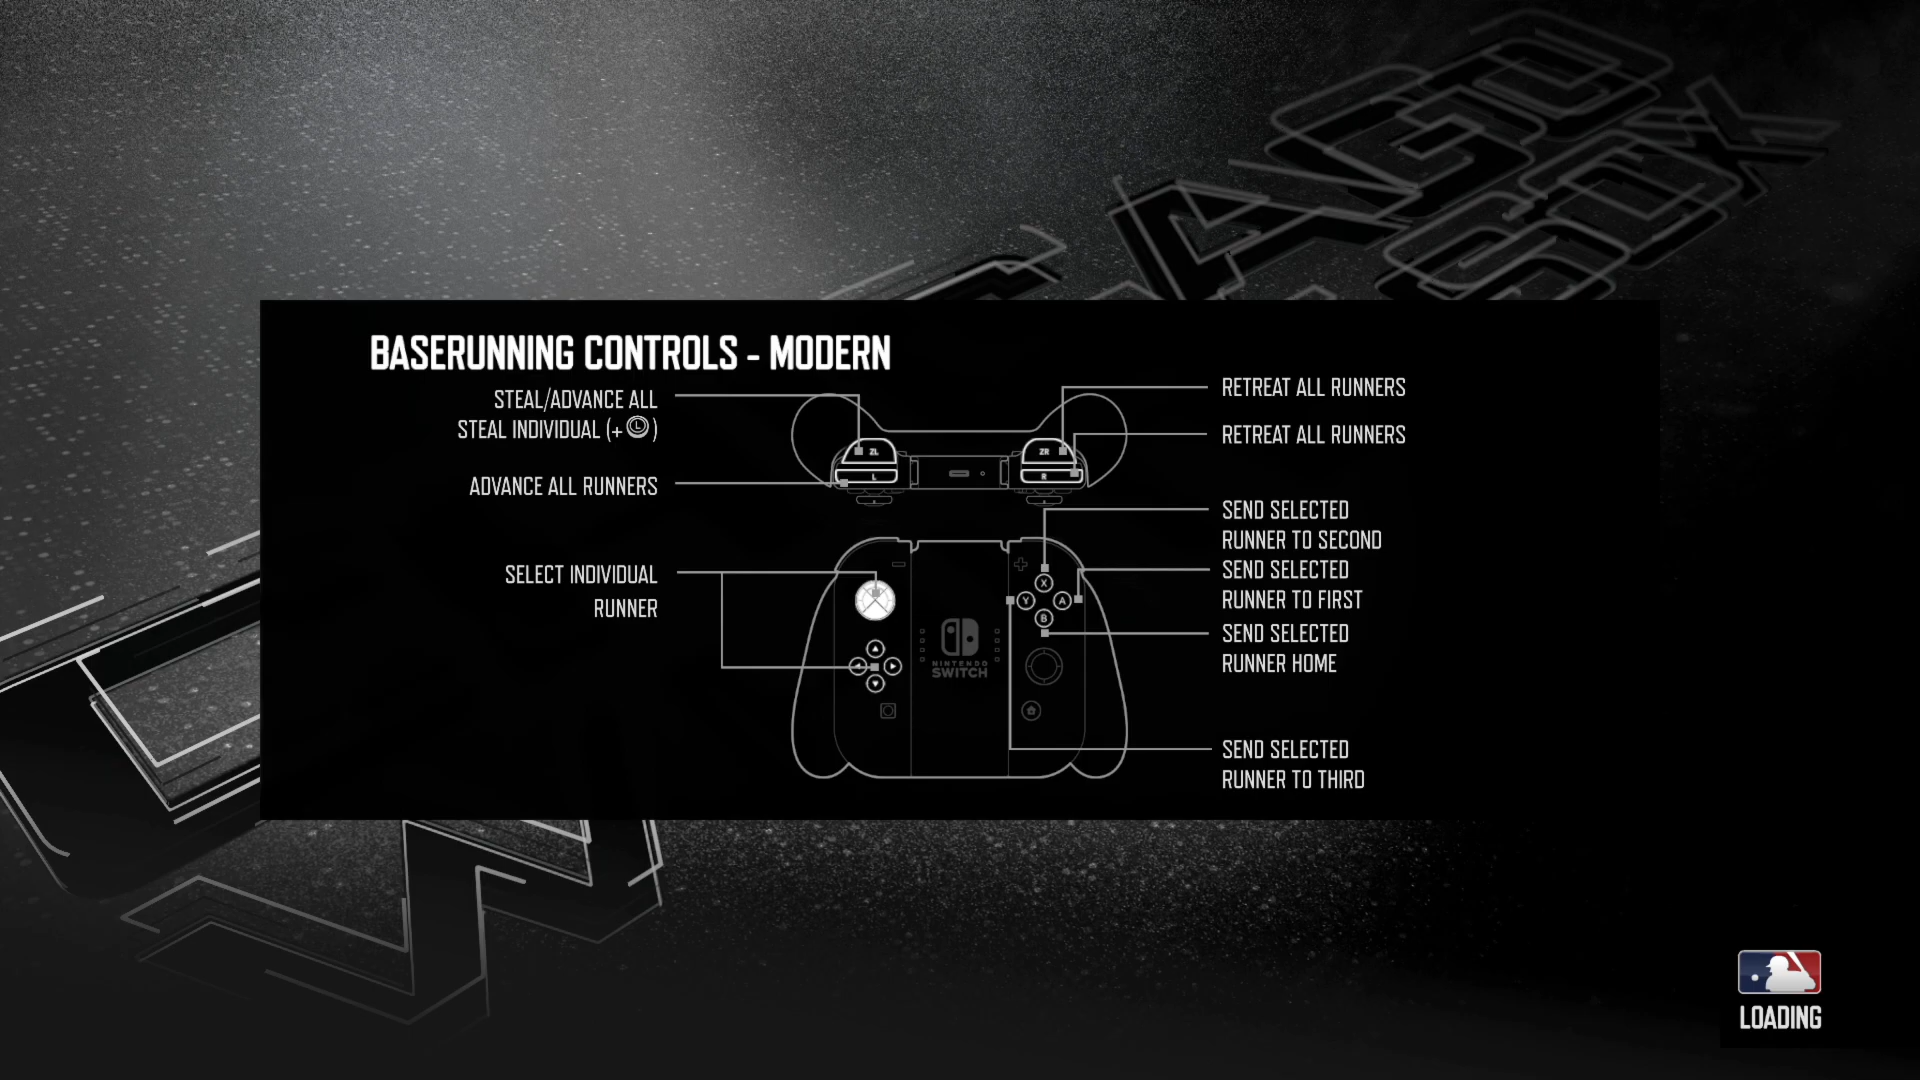 BASERUNNING CONTROLS - MODERN
STEAL/ADVANCE ALL
STEAL INDIVIDUAL (+ L )
ADVANCE ALL RUNNERS
SELECT INDIVIDUAL
RUNNER
ZL
L
ZR
R
X
Y
A
B
NINTENDO
SWITCH
RETREAT ALL RUNNERS
RETREAT ALL RUNNERS
SEND SELECTED
RUNNER TO SECOND
SEND SELECTED
RUNNER TO FIRST
SEND SELECTED
RUNNER HOME
SEND SELECTED
RUNNER TO THIRD
AGO
SOX
LOADING